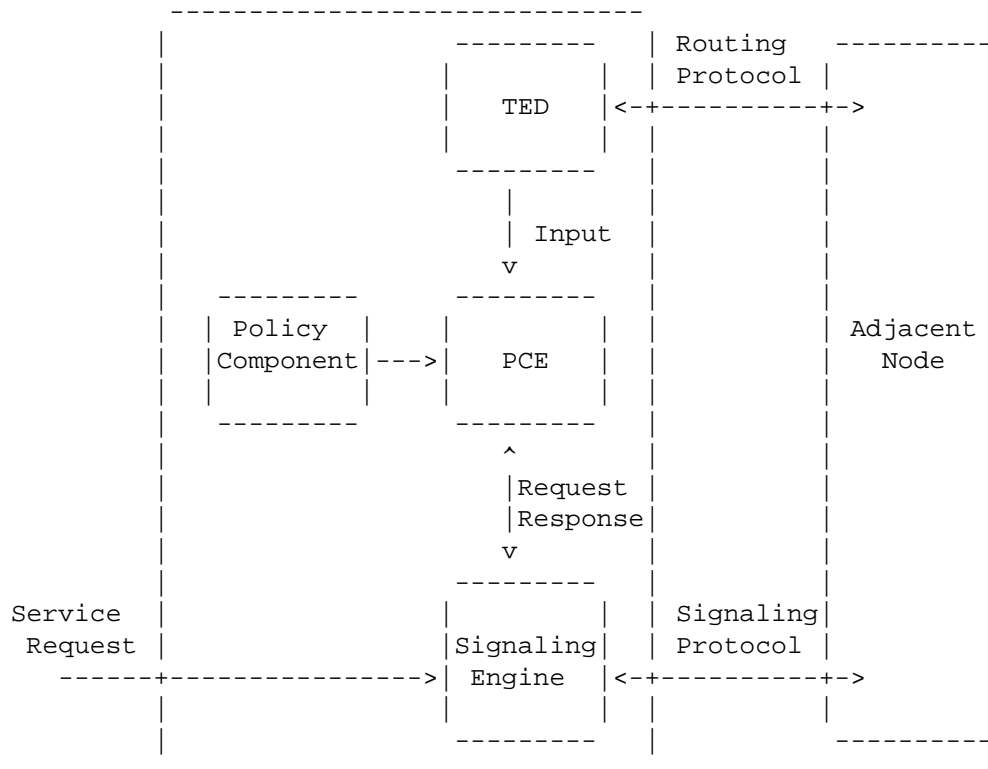 Routing
Protocol
TED
Input
Policy
Component
PCE
Adjacent
Node
Request
Response
Service
Request
Signaling
Engine
Signaling
Protocol